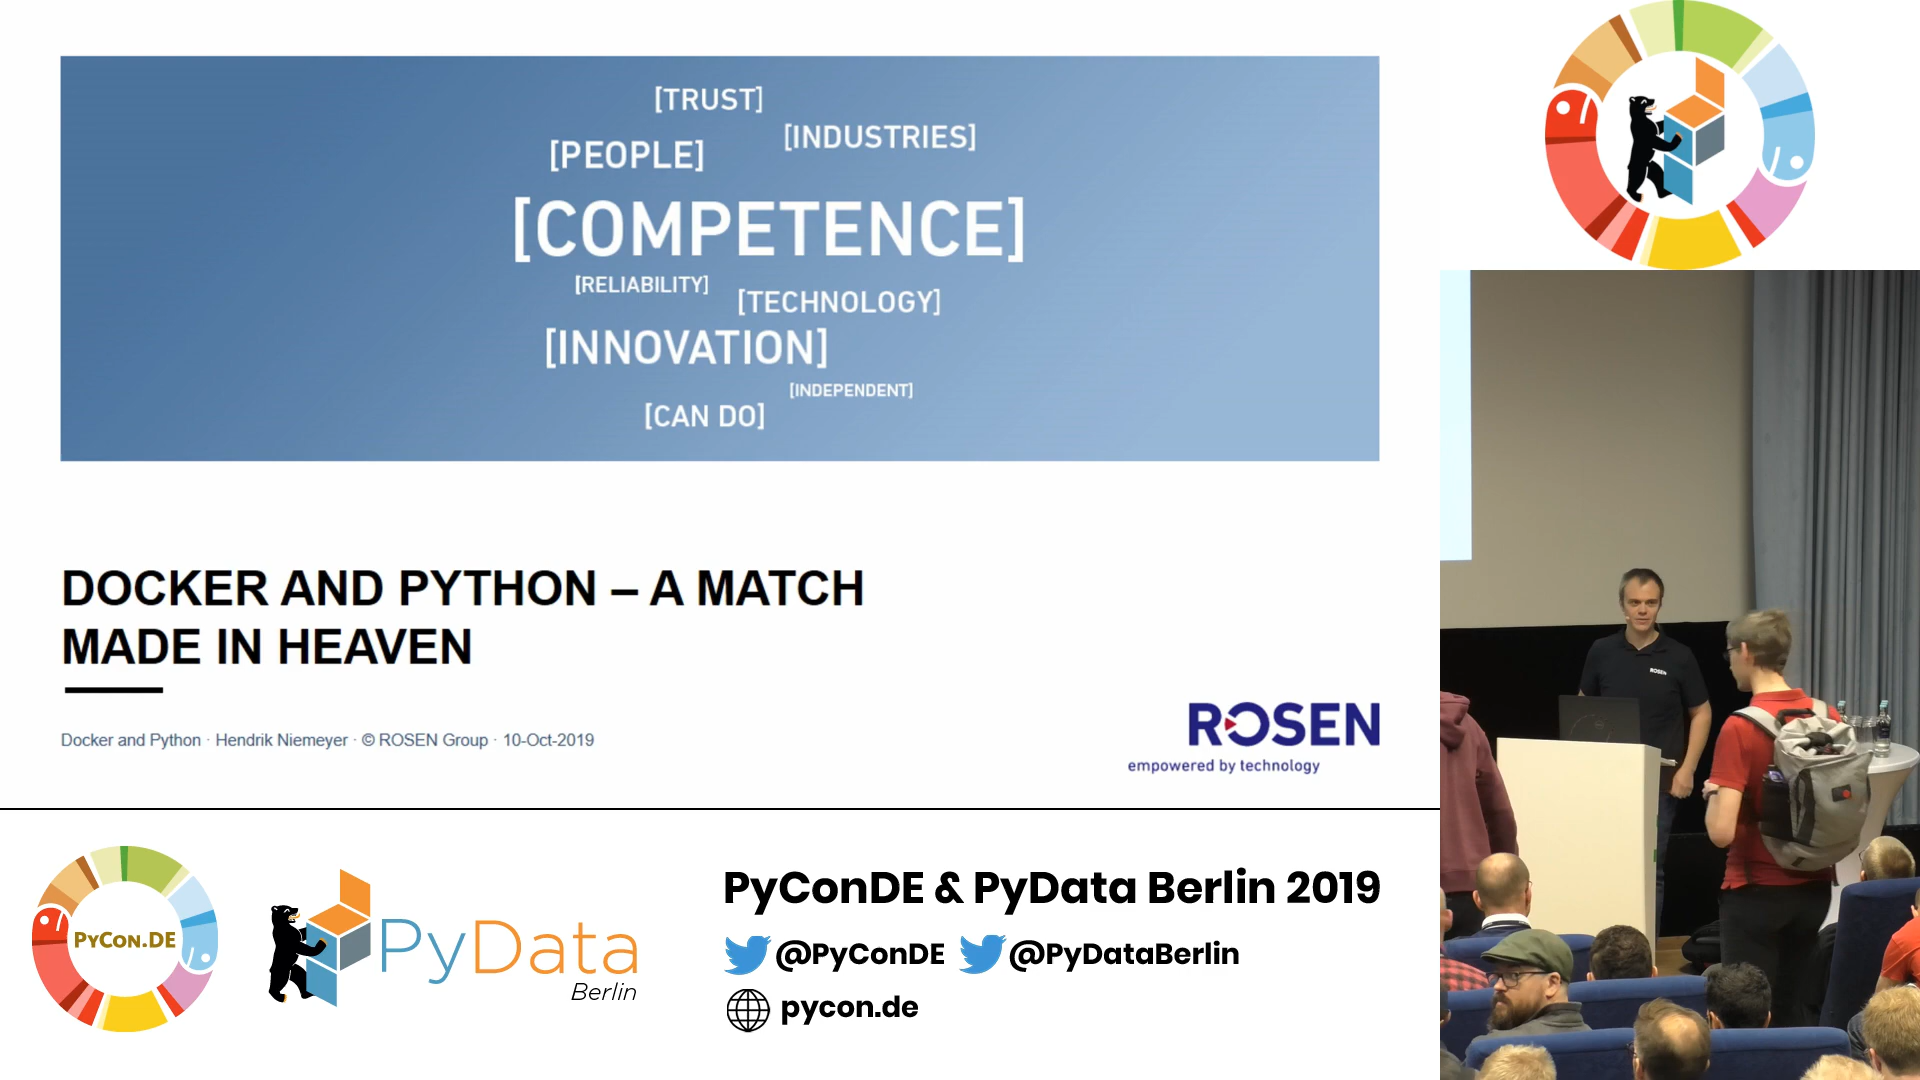 [TRUST]
[INDUSTRIES]
[PEOPLE]
[COMPETENCE]
[RELIABILITY]
[TECHNOLOGY]
[INNOVATION]
[INDEPENDENT]
[CAN DO]
DOCKER AND PYTHON – A MATCH
MADE IN HEAVEN
Docker and Python · Hendrik Niemeyer · © ROSEN Group · 10-Oct-2019
ROSEN
empowered by technology
ROSEN
PYCON.DE
PyData
Berlin
PyConDE & PyData Berlin 2019
@PyConDE @PyDataBerlin
pycon.de